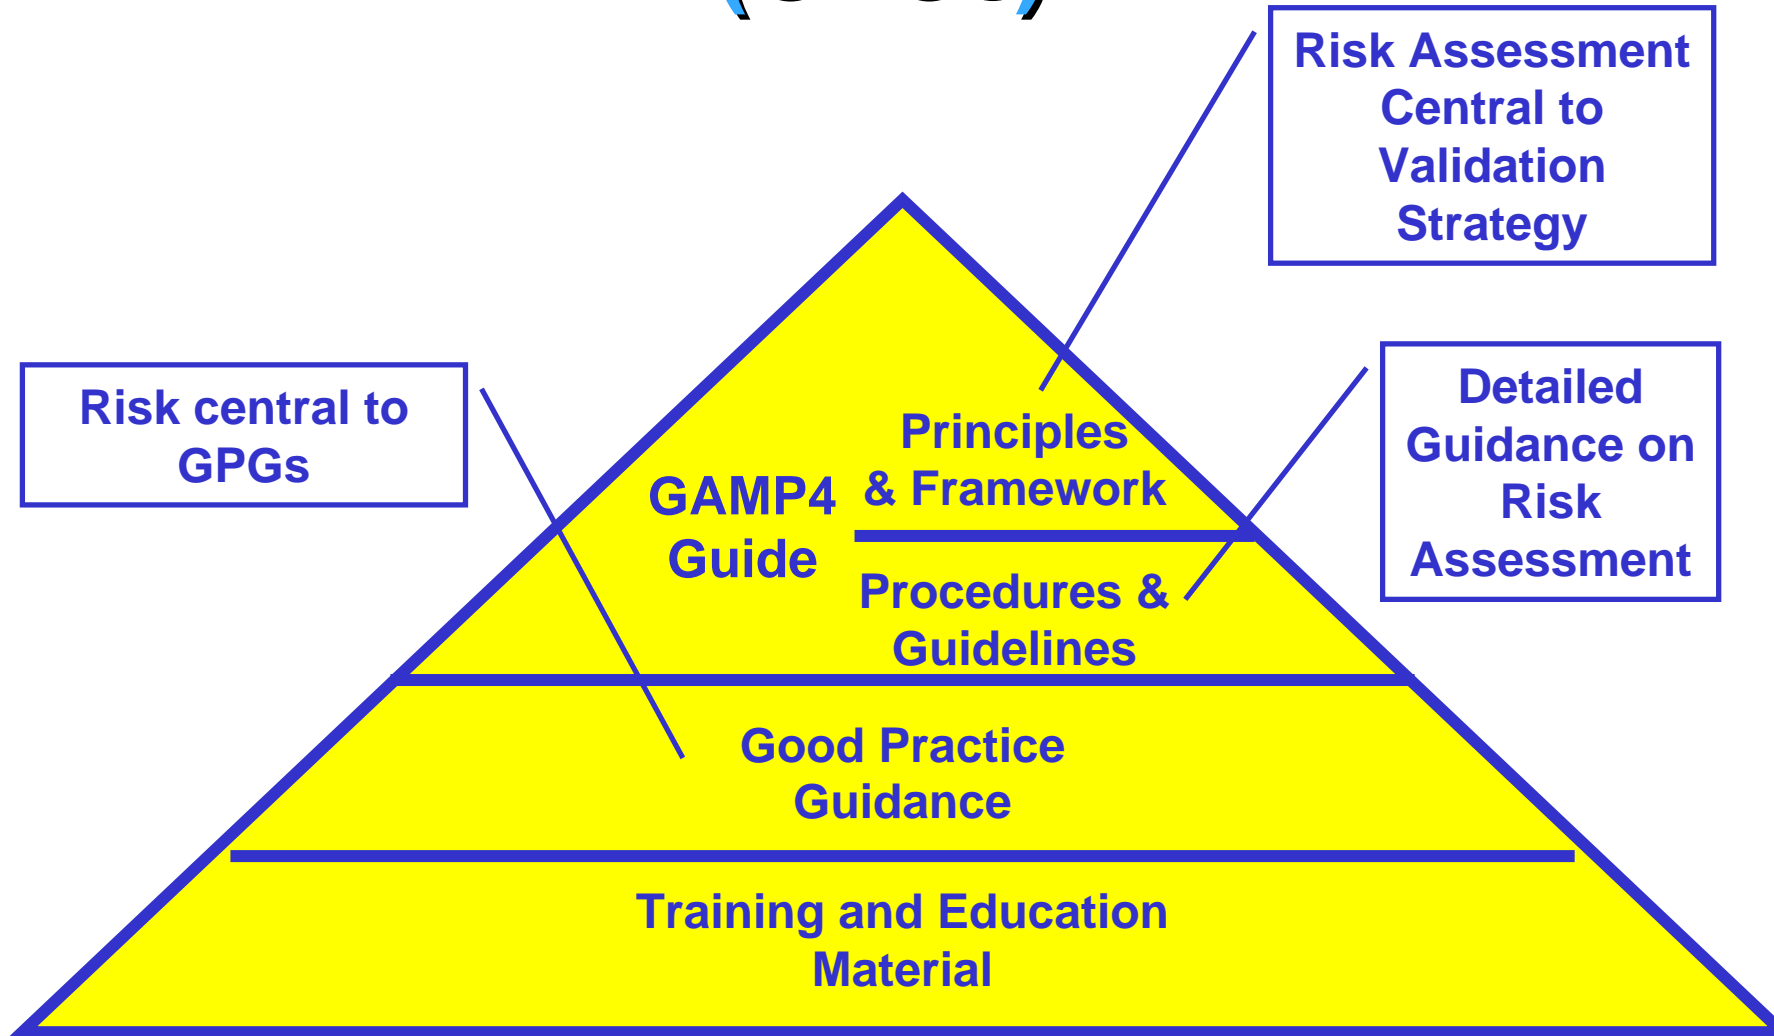 Risk Assessment
Central to
Validation
Strategy
Risk central to
GPGs
Detailed
Guidance on
Risk
Assessment
GAMP4
Guide
Principles
& Framework
Procedures &
Guidelines
Good Practice
Guidance
Training and Education
Material